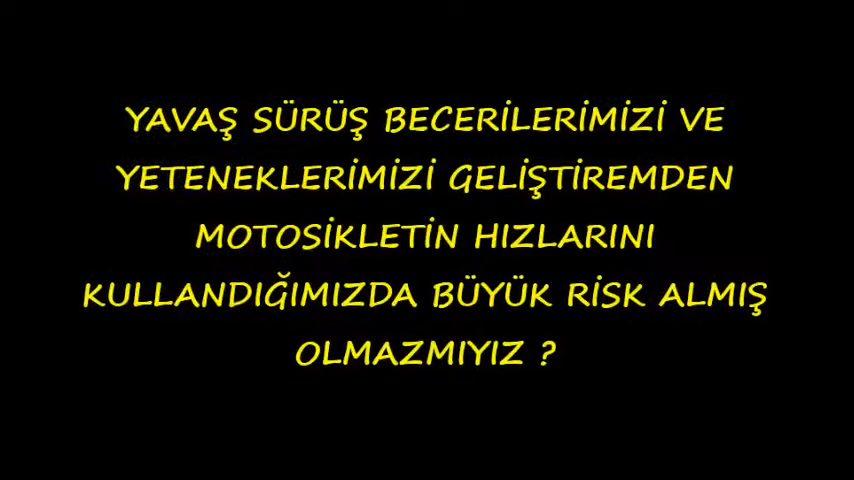 YAVAŞ SÜRÜŞ BECERİLERİMİZİ VE
YETENEKLERİMİZİ GELİŞTİREMDEN
MOTOSİKLETİN HIZLARINI
KULLANDIĞIMIZDA BÜYÜK RİSK ALMIŞ
OLMAZMIYIZ ?